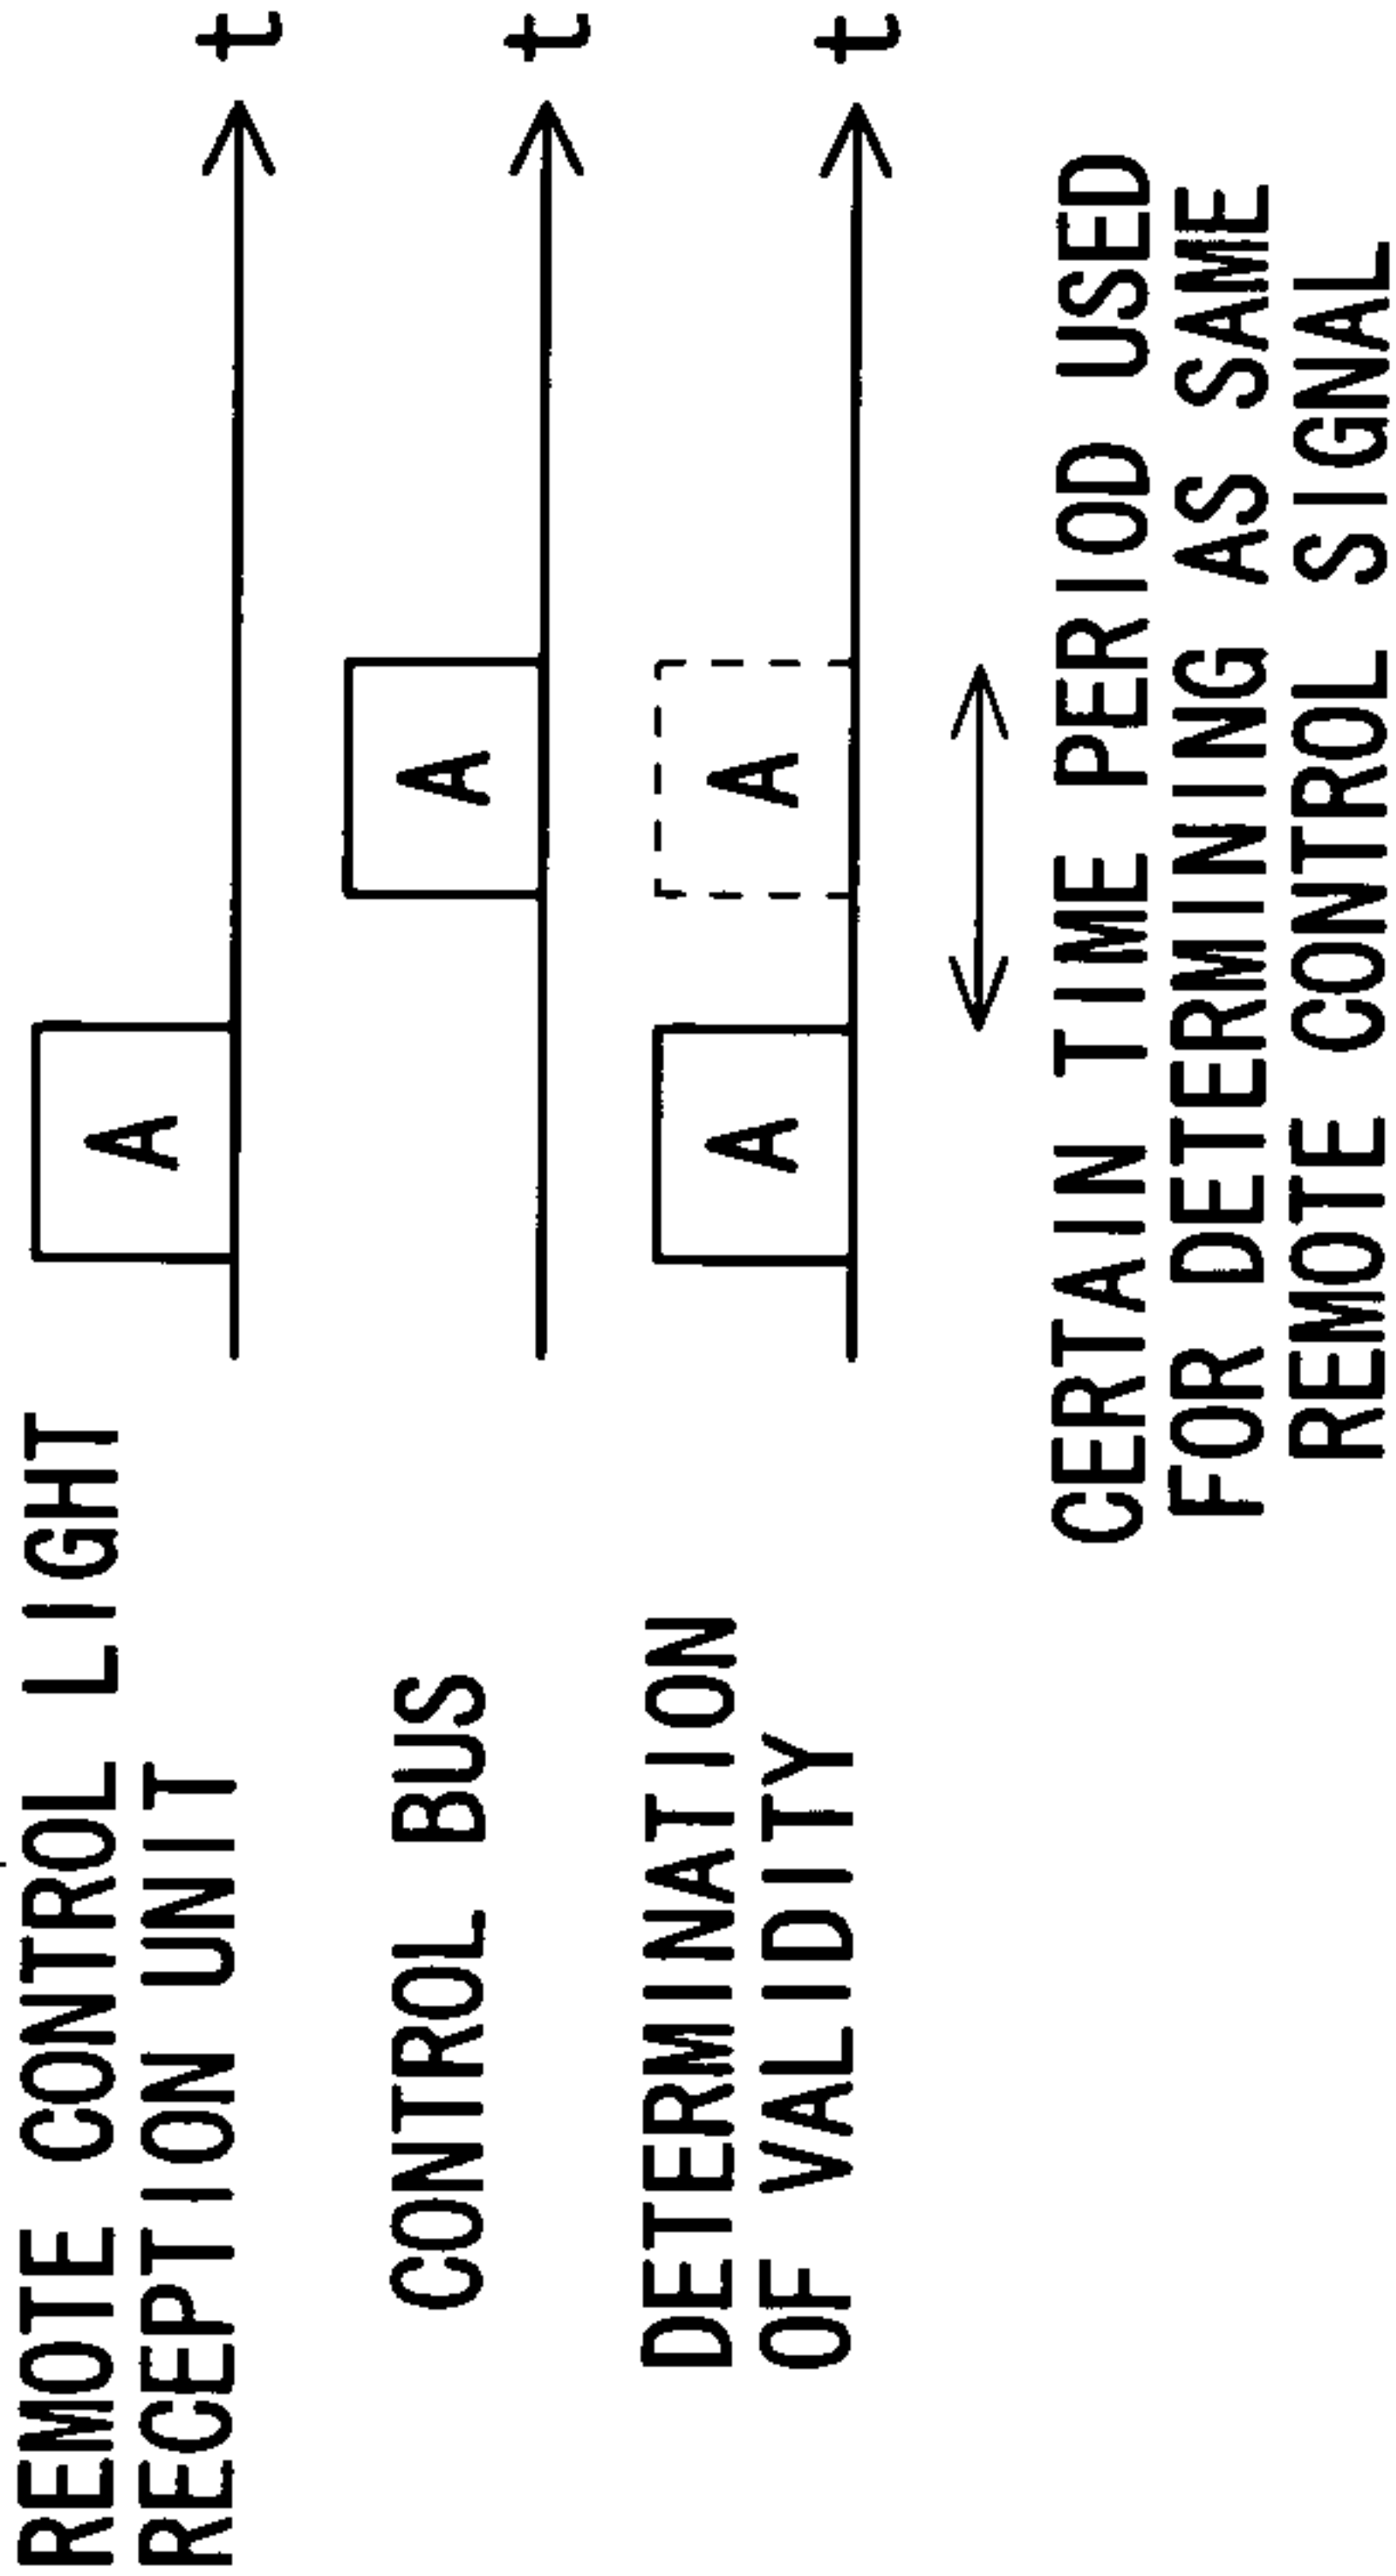 REMOTE CONTROL LIGHT
RECEPTION UNIT
A
t
CONTROL BUS
A
t
DETERMINATION
OF VALIDITY
A
A
t
CERTAIN TIME PERIOD USED
FOR DETERMINING AS SAME
REMOTE CONTROL SIGNAL